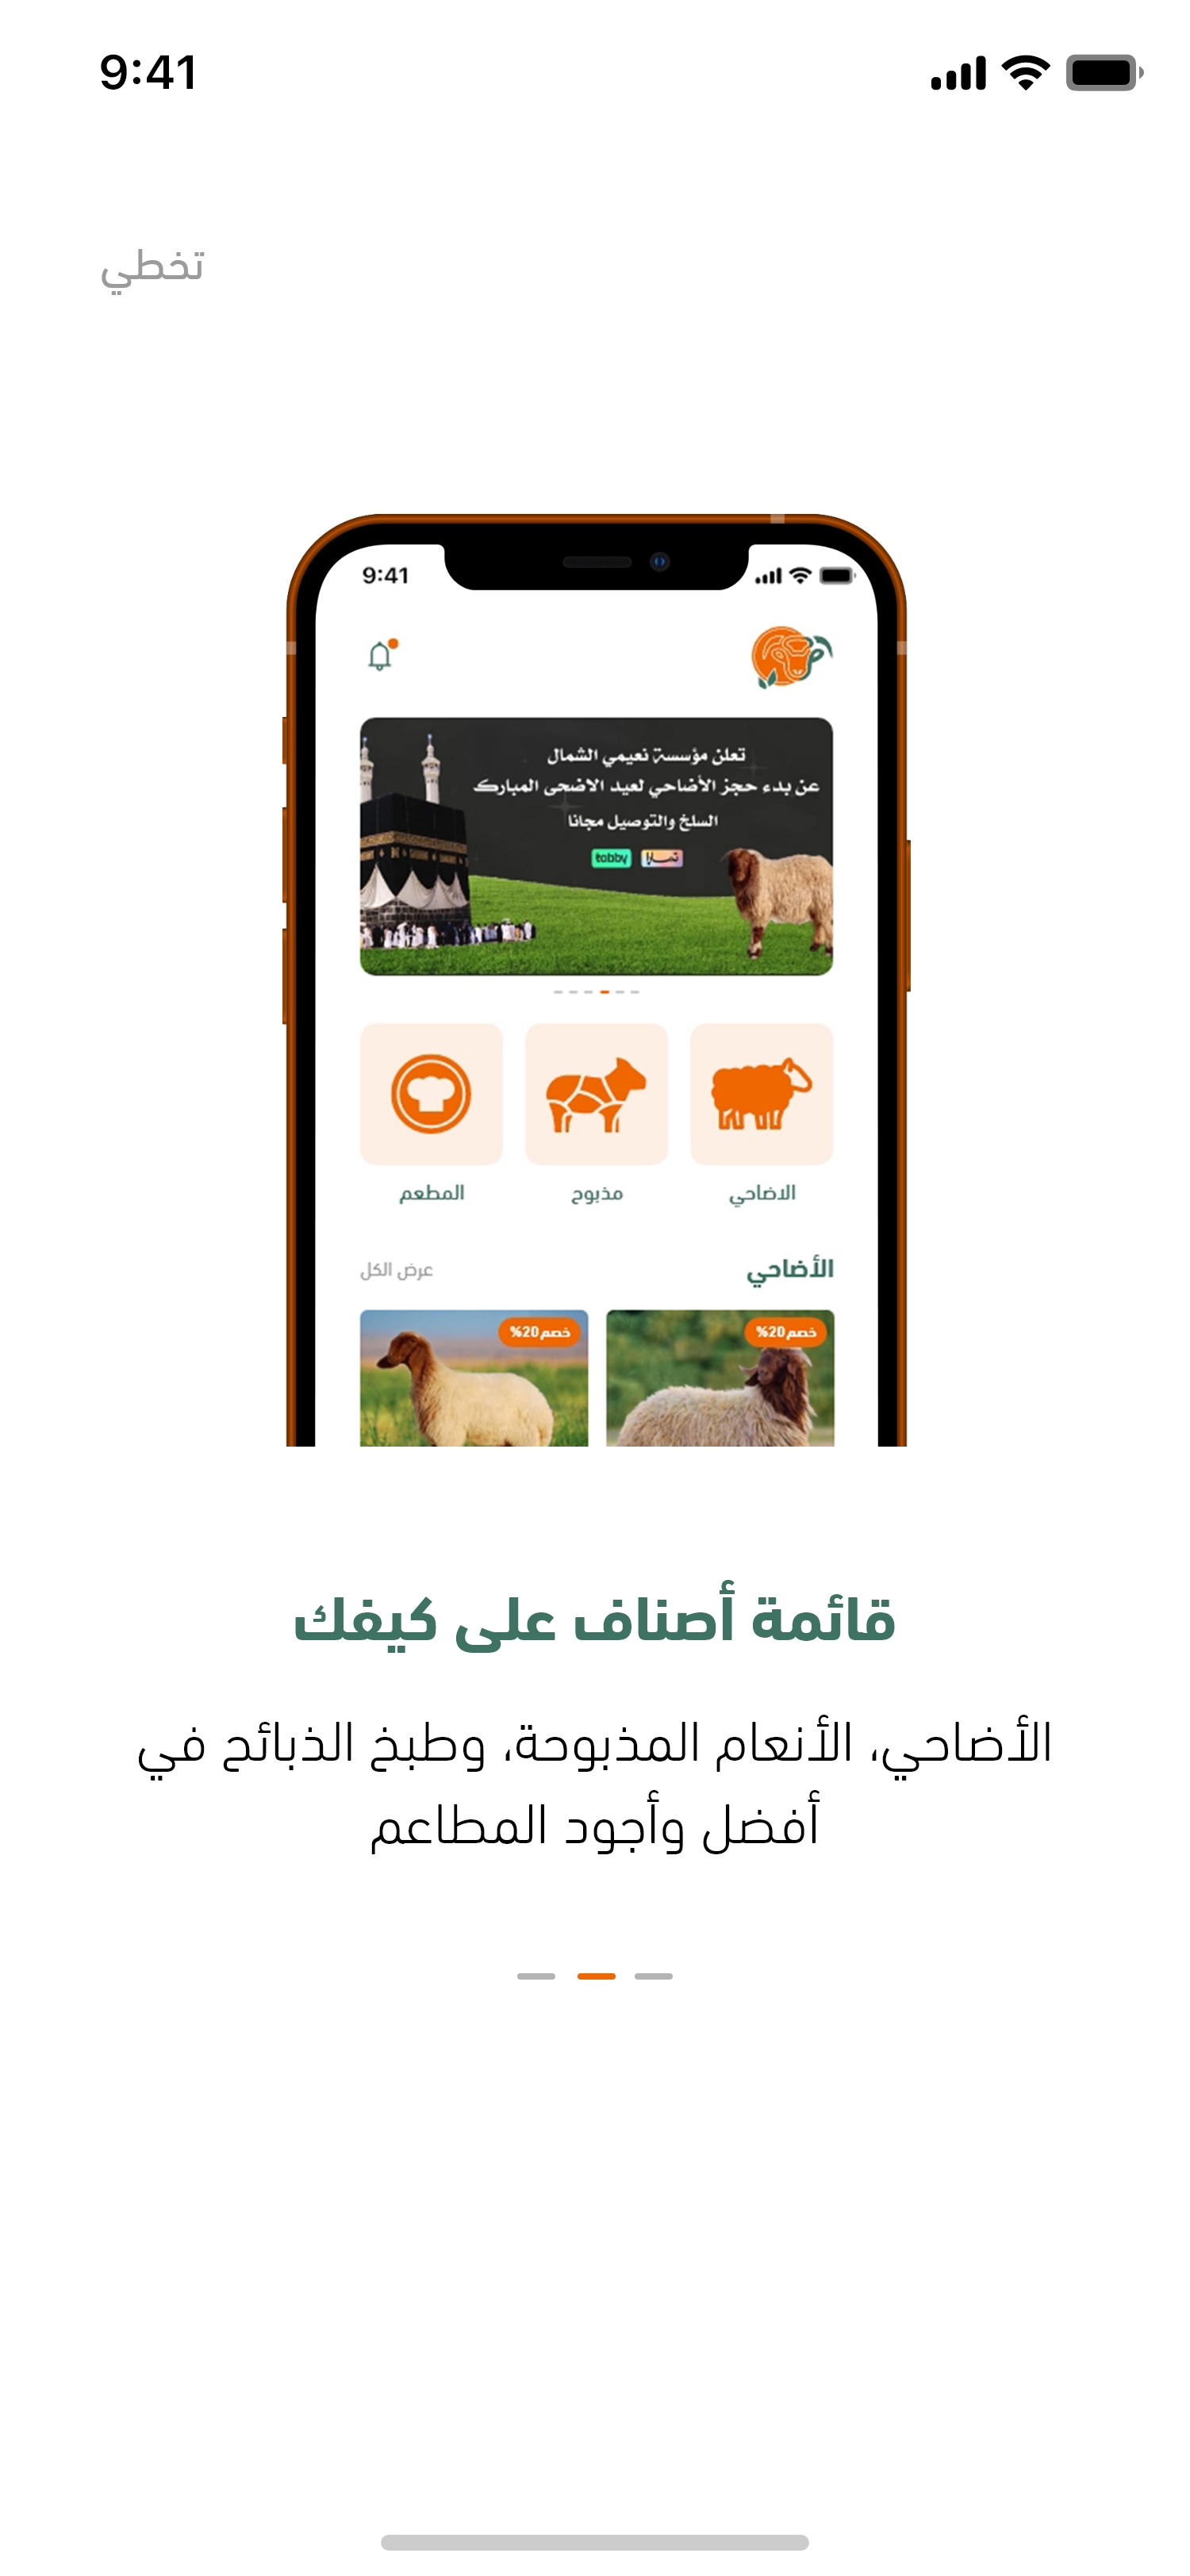 9:41
تخطي
9:41
تعلن مؤسسة نعيمي الشمال
عن بدء حجز الأضاحي لعيد الاضحى المبارك
السلخ والتوصيل مجانا
تمارا tabby
الاضاحي مذبوح المطعم
الأضاحي عرض الكل
خصم 20% خصم 20%
قائمة أصناف على كيفك
الأضاحي، الأنعام المذبوحة، وطبخ الذبائح في
أفضل وأجود المطاعم